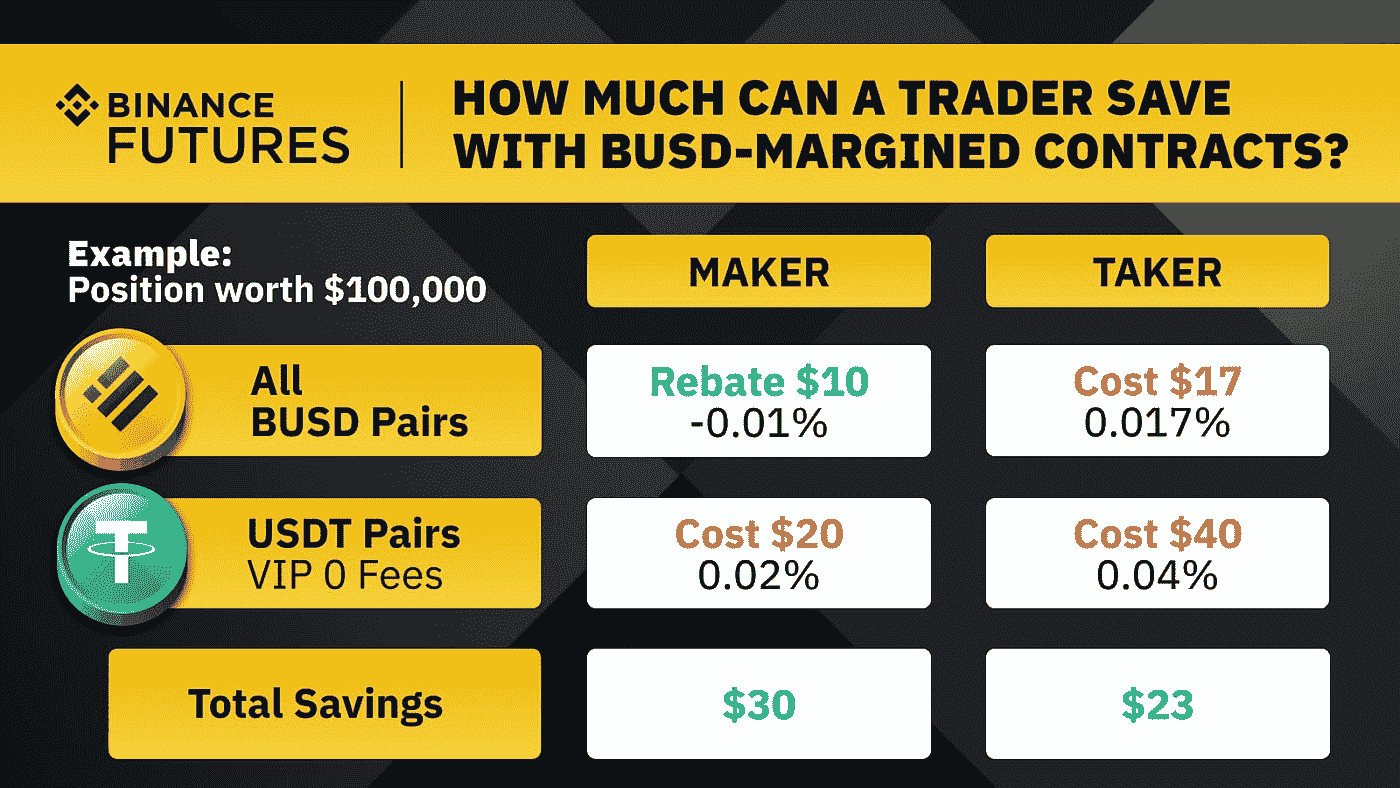 BINANCE
FUTURES
HOW MUCH CAN A TRADER SAVE
WITH BUSD-MARGINED CONTRACTS?
Example:
Position worth $100,000
MAKER
TAKER
All
BUSD Pairs
Rebate $10
-0.01%
Cost $17
0.017%
USDT Pairs
VIP 0 Fees
Cost $20
0.02%
Cost $40
0.04%
Total Savings
$30
$23